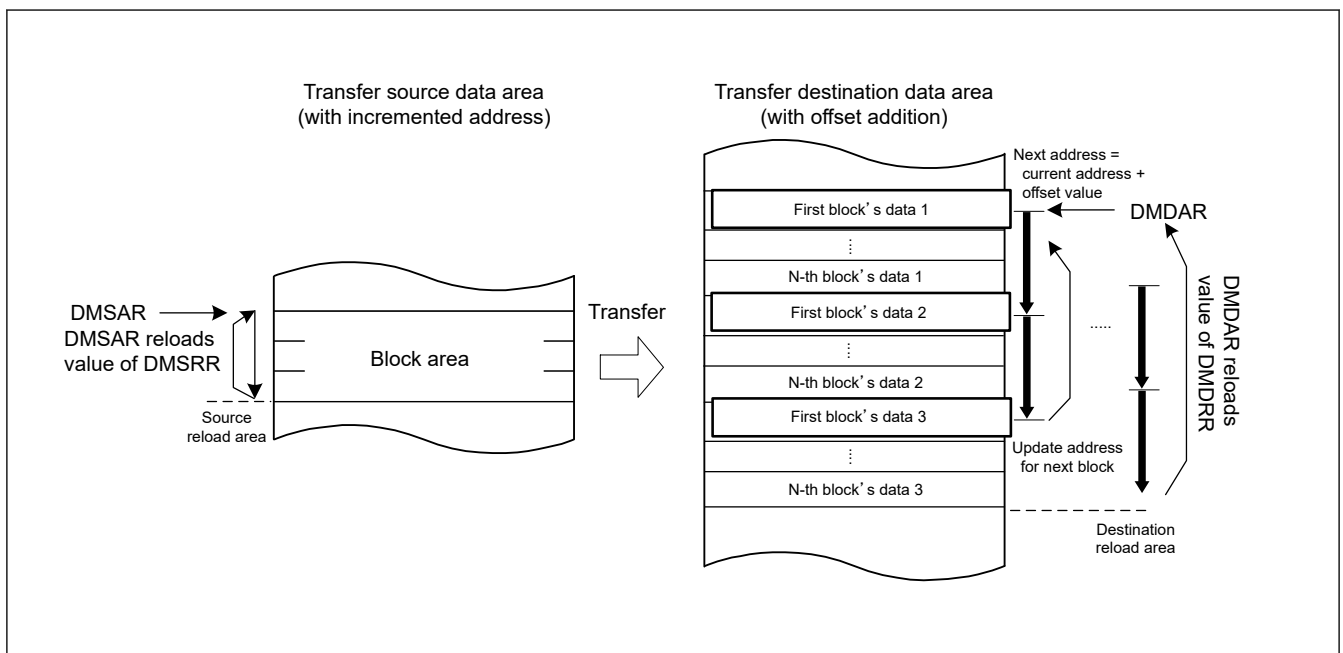 Transfer source data area
(with incremented address)
Transfer destination data area
(with offset addition)
Next address =
current address +
offset value
First block's data 1
DMDAR
⋮
N-th block's data 1
DMSAR
First block's data 2
Transfer
DMSAR reloads
value of DMSRR
Block area
.....
⋮
DMDAR reloads
value of DMDRR
N-th block's data 2
Source
reload area
First block's data 3
Update address
for next block
⋮
N-th block's data 3
Destination
reload area